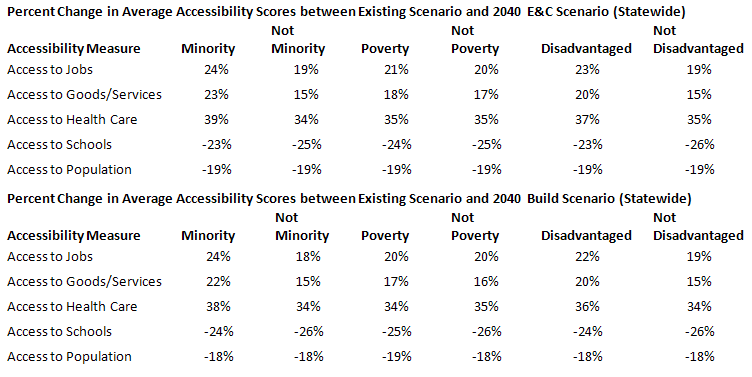 Percent Change in Average Accessibility Scores between Existing Scenario and 2040 E&C Scenario (Statewide)
Accessibility Measure Minority Not Minority Poverty Not Poverty Disadvantaged Not Disadvantaged
Access to Jobs 24% 19% 21% 20% 23% 19%
Access to Goods/Services 23% 15% 18% 17% 20% 15%
Access to Health Care 39% 34% 35% 35% 37% 35%
Access to Schools -23% -25% -24% -25% -23% -26%
Access to Population -19% -19% -19% -19% -19% -19%
Percent Change in Average Accessibility Scores between Existing Scenario and 2040 Build Scenario (Statewide)
Accessibility Measure Minority Not Minority Poverty Not Poverty Disadvantaged Not Disadvantaged
Access to Jobs 24% 18% 20% 20% 22% 19%
Access to Goods/Services 22% 15% 17% 16% 20% 15%
Access to Health Care 38% 34% 34% 35% 36% 34%
Access to Schools -24% -26% -25% -26% -24% -26%
Access to Population -18% -18% -19% -18% -18% -18%